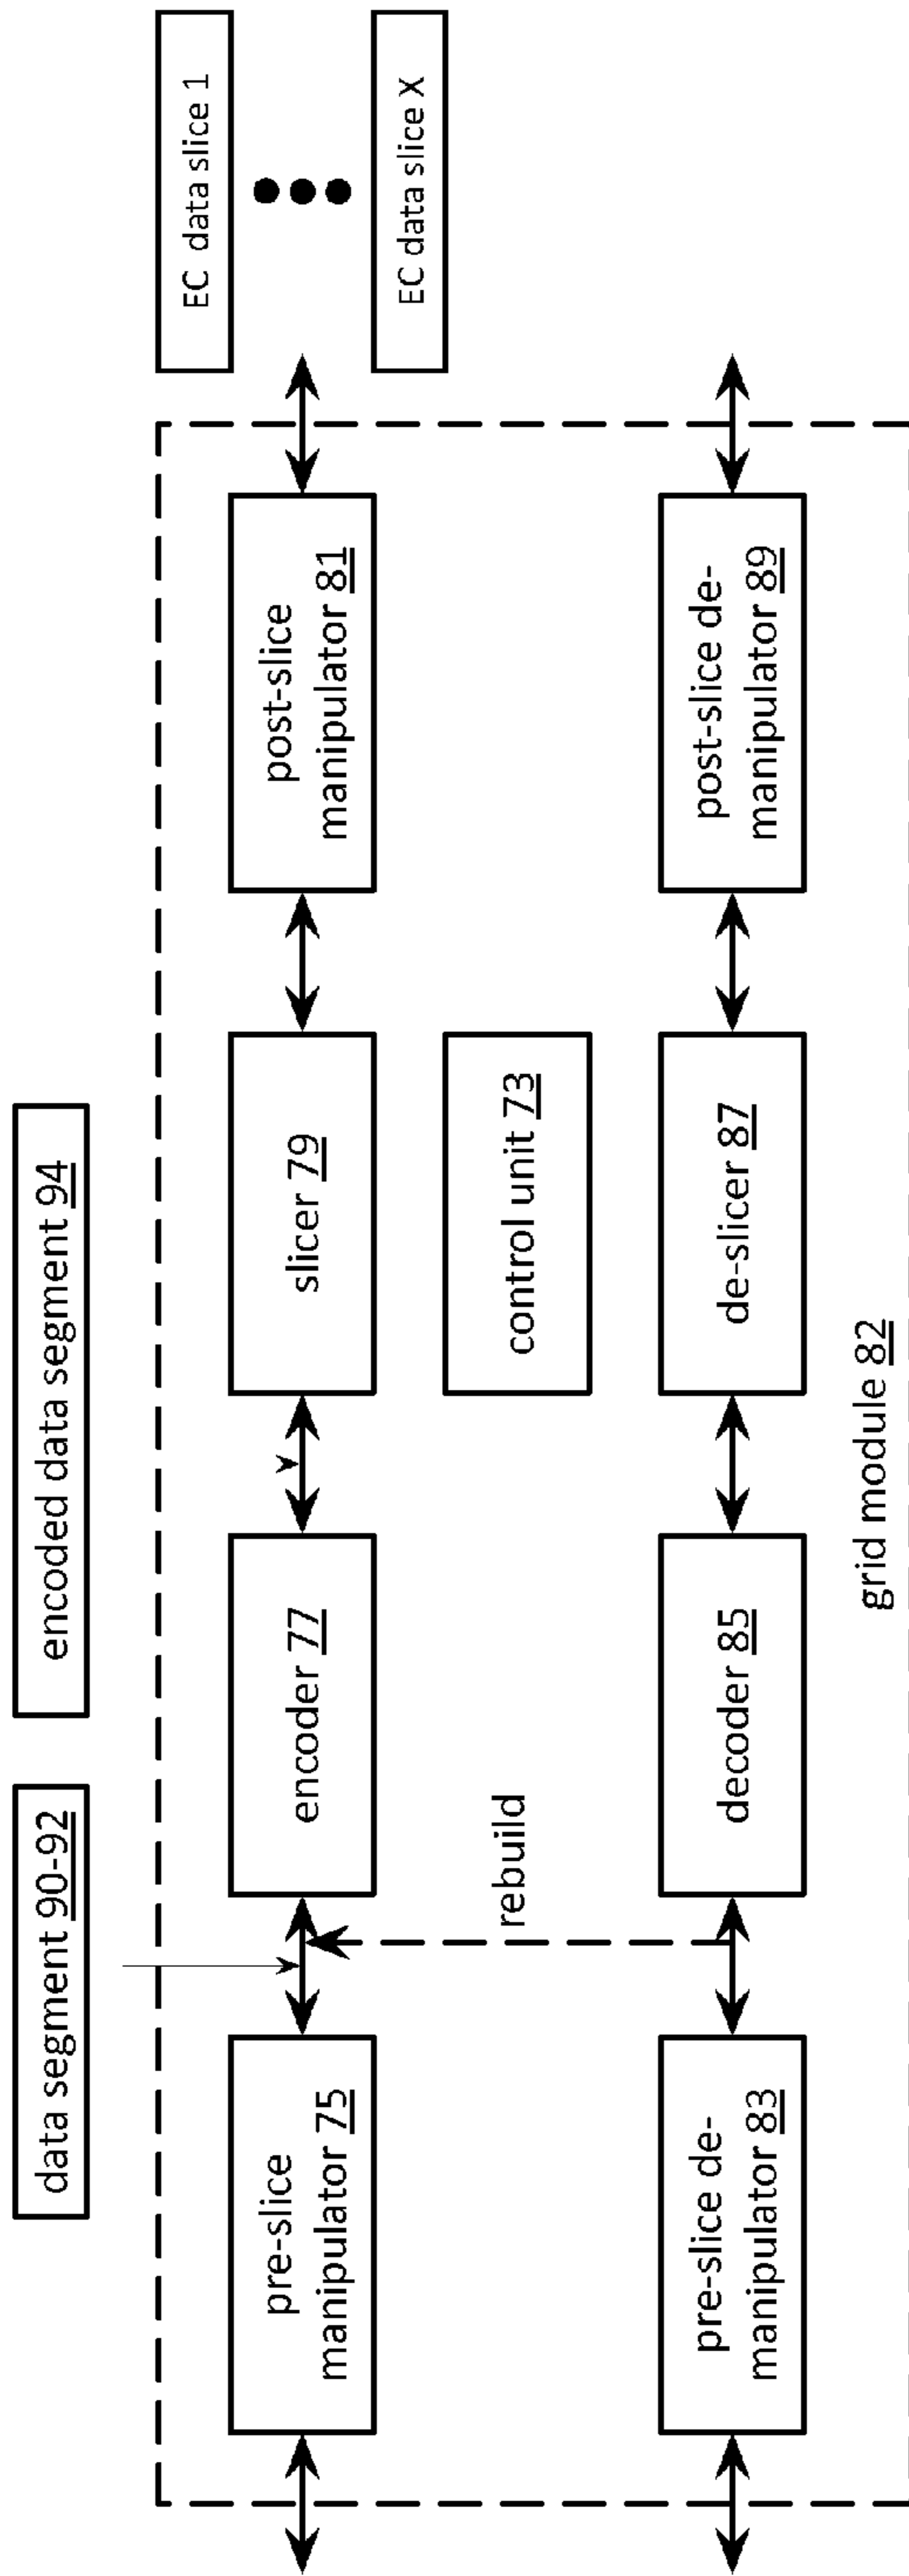 data segment 90-92
encoded data segment 94
EC data slice 1
EC data slice X
pre-slice
manipulator 75
encoder 77
slicer 79
post-slice
manipulator 81
rebuild
control unit 73
pre-slice de-
manipulator 83
decoder 85
de-slicer 87
post-slice de-
manipulator 89
grid module 82